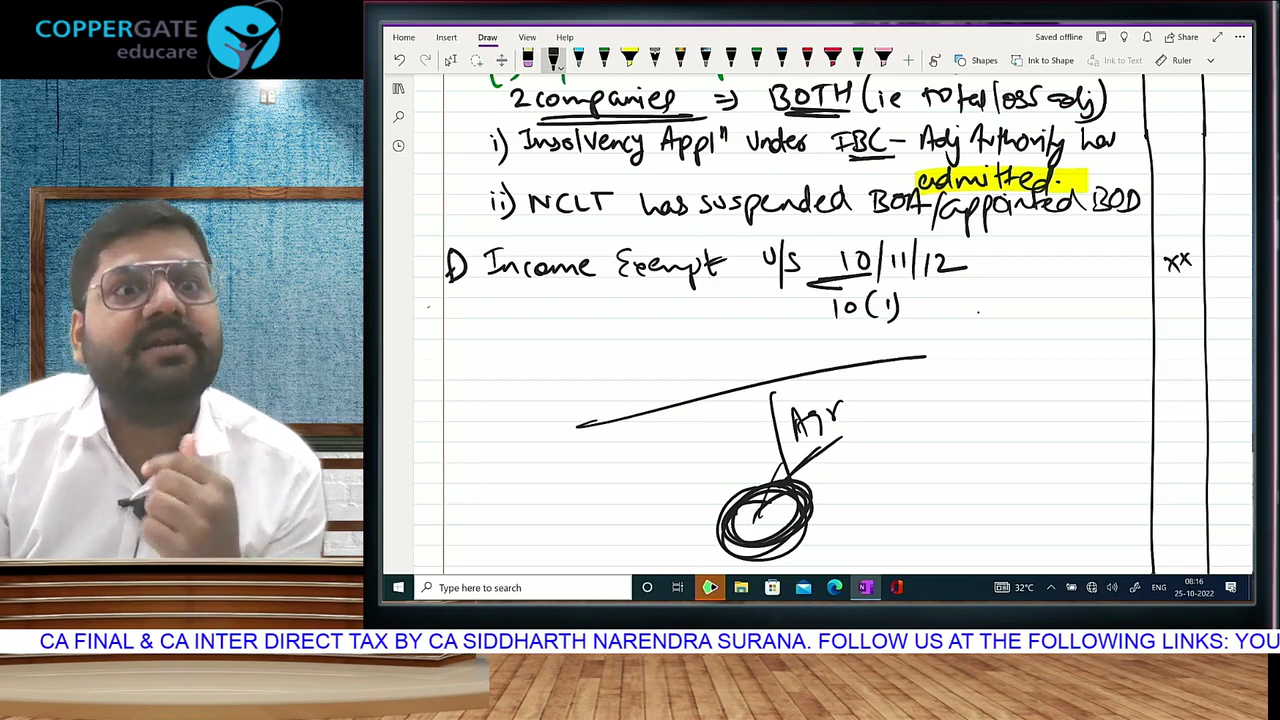 COPPERGATE
educare
Home Insert Draw View Help
Saved offline
Share
Shapes
Ink to Shape
Ink to Text
Ruler
2 companies ⇒ BOTH (ie total loss adj)
i) Insolvency Appl" under IBC - Adj Authority has
admitted.
ii) NCLT has suspended BOA/appointed BOD
Income Exempt U/S 10/11/12
xx
10(1)
Agr
Type here to search
32°C
ENG
08:16
25-10-2022
CA FINAL & CA INTER DIRECT TAX BY CA SIDDHARTH NARENDRA SURANA. FOLLOW US AT THE FOLLOWING LINKS: YOU